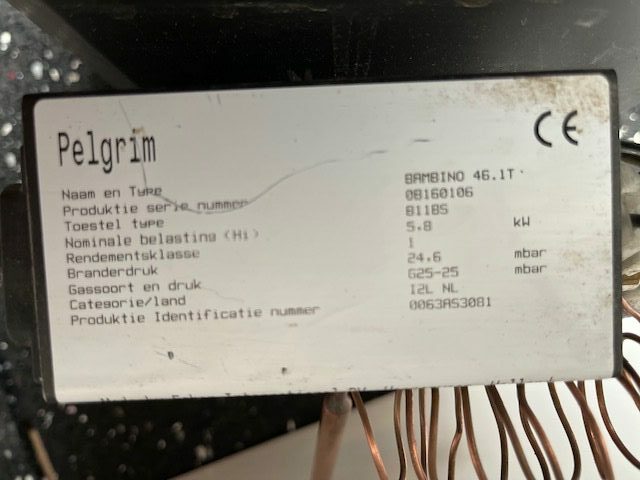 Pelgrim
CE
Naam en Type BAMBINO 46.1T
Produktie serie nummer 08160106
Toestel type B11BS
Nominale belasting (Hi) 5.8 kW
Rendementsklasse 1
Branderdruk 24.6 mbar
Gassoort en druk G25-25 mbar
Categorie/land I2L NL
Produktie Identificatie nummer 0063AS3081